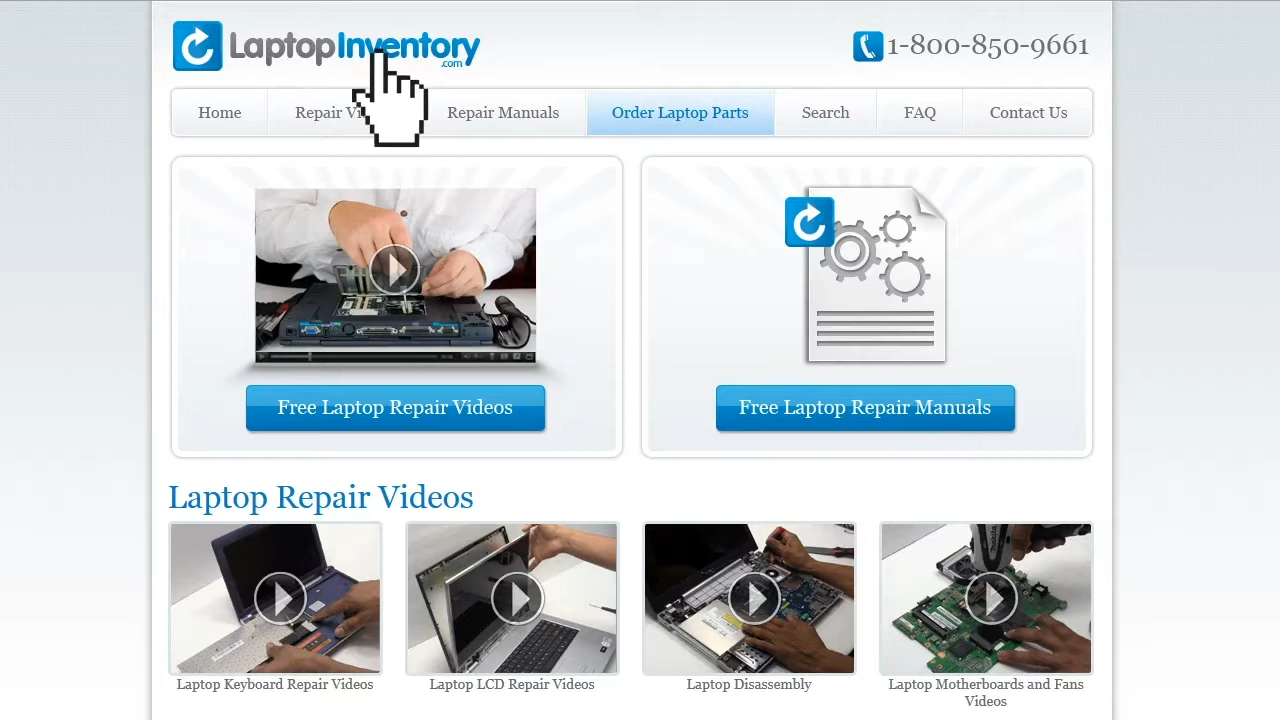 LaptopInventory
.com
1-800-850-9661
Home
Repair Vi
Repair Manuals
Order Laptop Parts
Search
FAQ
Contact Us
Free Laptop Repair Videos
Free Laptop Repair Manuals
Laptop Repair Videos
Laptop Keyboard Repair Videos
Laptop LCD Repair Videos
Laptop Disassembly
Laptop Motherboards and Fans
Videos